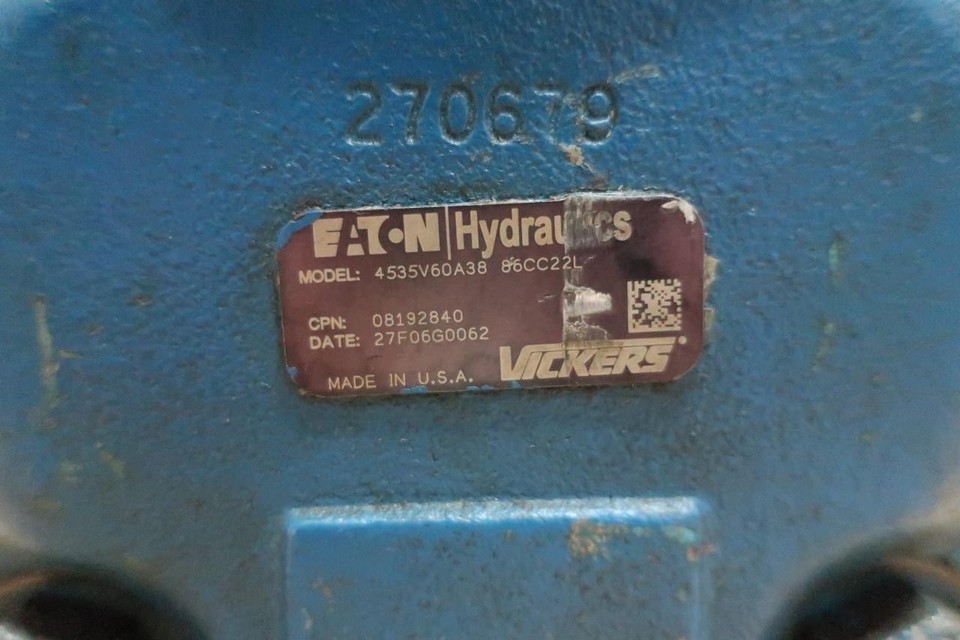 270679
EATON Hydraulics
MODEL: 4535V60A38 86CC22L
CPN: 08192840
DATE: 27F06G0062
VICKERS®
MADE IN U.S.A.